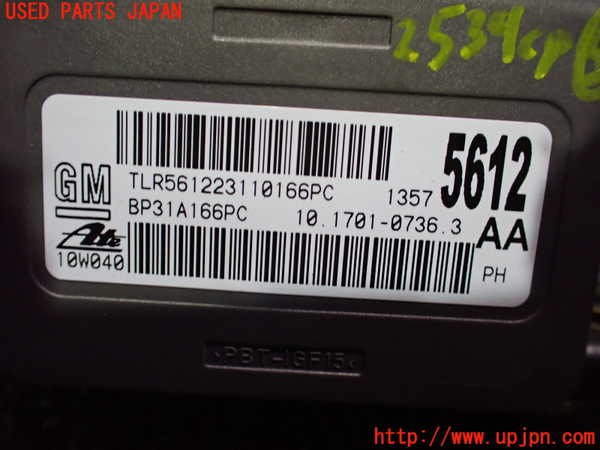 USED PARTS JAPAN
2534cp
GM
TLR561223110166PC
1357 5612
BP31A166PC
10.1701-0736.3
AA
Ate
10W040
PH
>PBT-IGF15<
http://www.upjpn.com/